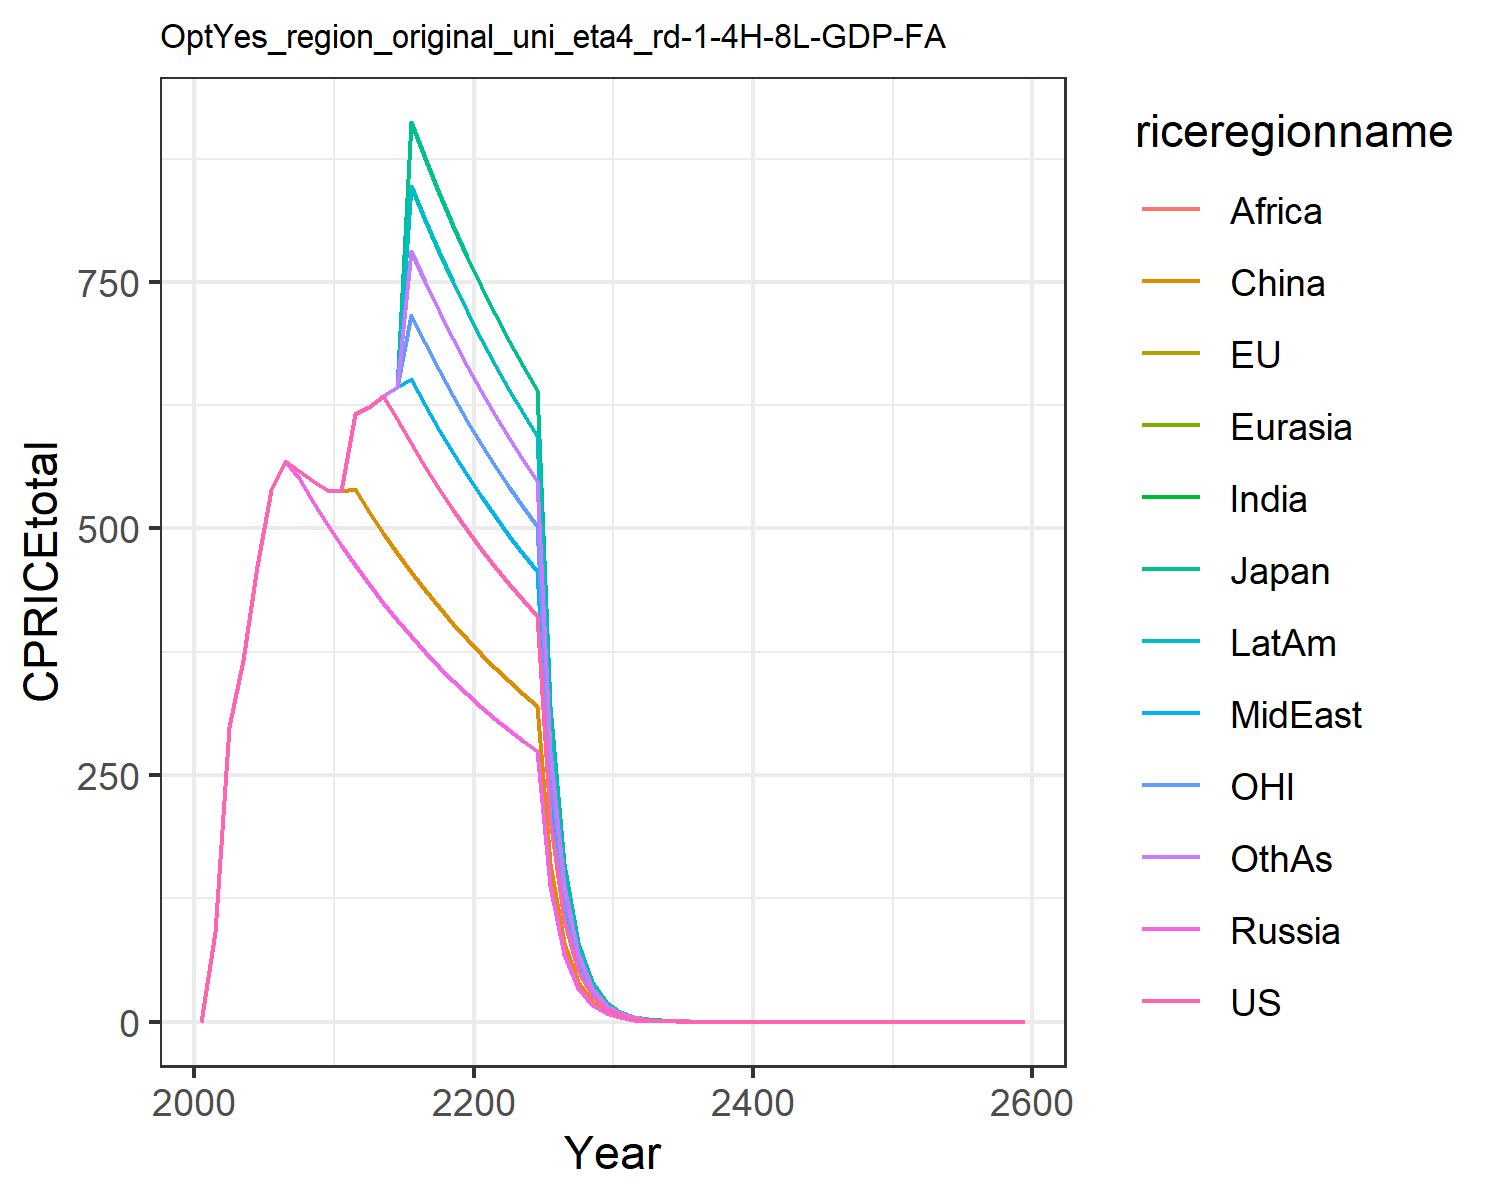 OptYes_region_original_uni_eta4_rd-1-4H-8L-GDP-FA
CPRICEtotal
750
500
250
0
2000
2200
2400
2600
Year
riceregionname
Africa
China
EU
Eurasia
India
Japan
LatAm
MidEast
OHI
OthAs
Russia
US